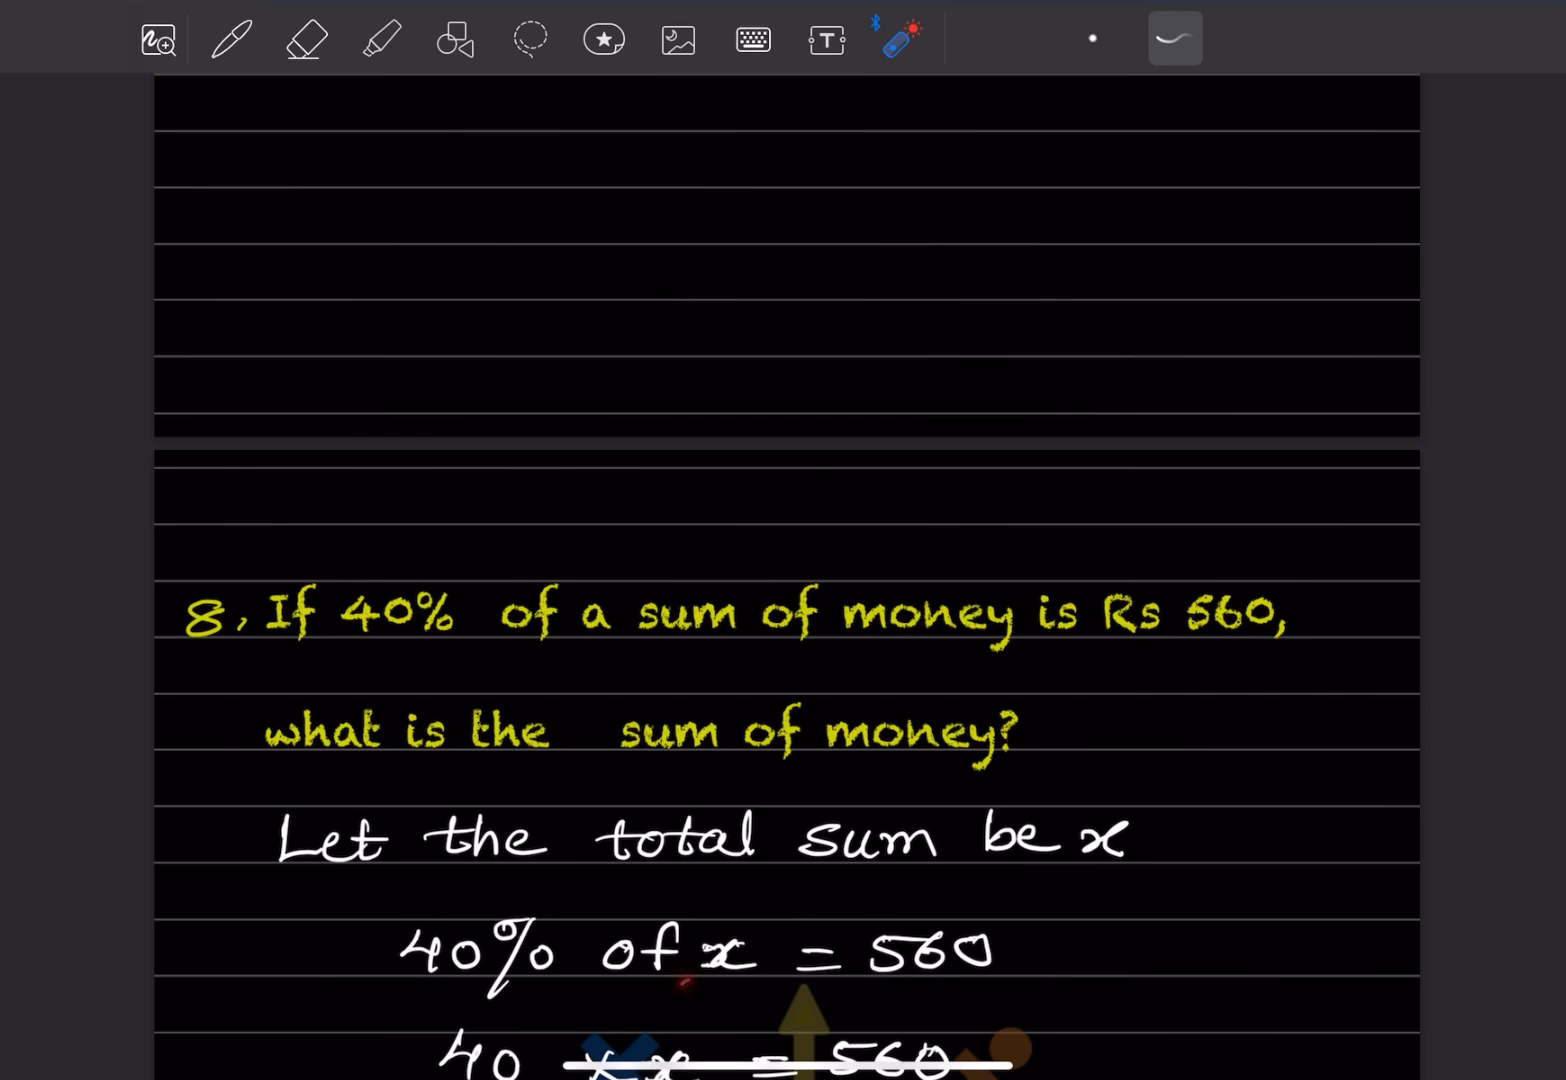 8, If 40% of a sum of money is Rs 560,
what is the sum of money?
Let the total sum be x
40% of x = 560
40 × x = 560